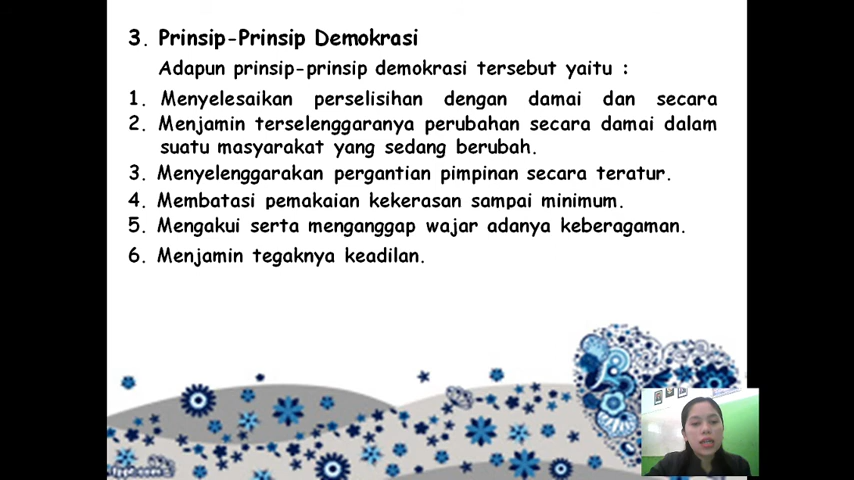 3. Prinsip-Prinsip Demokrasi
Adapun prinsip-prinsip demokrasi tersebut yaitu :
1. Menyelesaikan perselisihan dengan damai dan secara
2. Menjamin terselenggaranya perubahan secara damai dalam
suatu masyarakat yang sedang berubah.
3. Menyelenggarakan pergantian pimpinan secara teratur.
4. Membatasi pemakaian kekerasan sampai minimum.
5. Mengakui serta menganggap wajar adanya keberagaman.
6. Menjamin tegaknya keadilan.
fppt.com